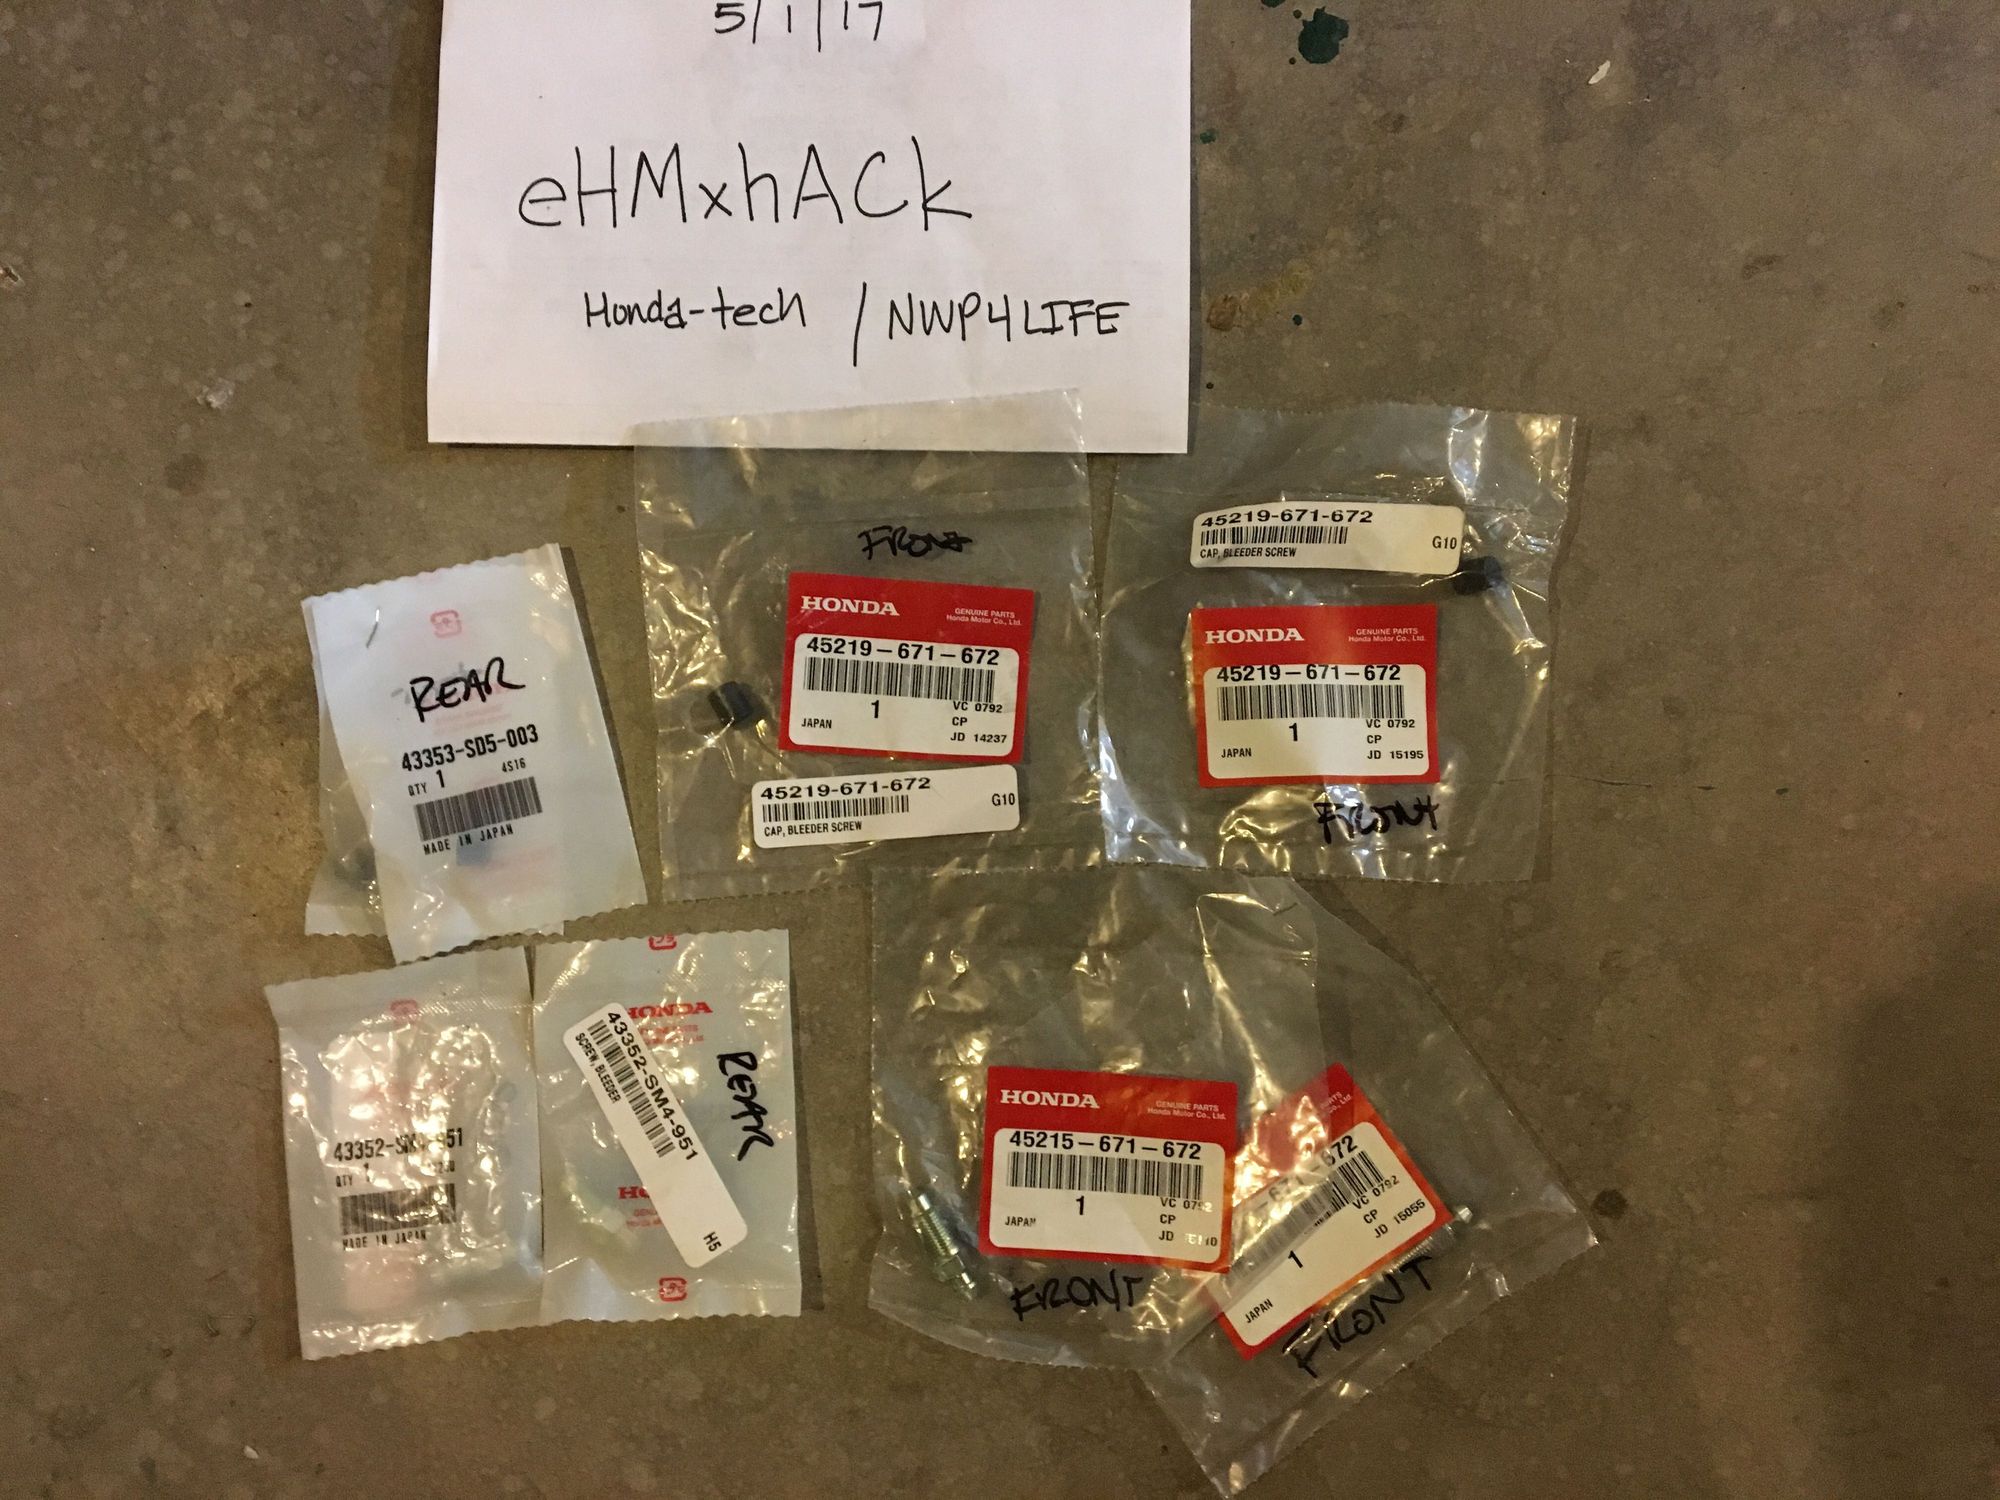 5/1/17
eHMxhACk
Honda-tech / NWP4LIFE
FRONT
HONDA
GENUINE PARTS
Honda Motor Co., Ltd.
45219-671-672
1
JAPAN
VC 0792
CP
JD 14237
45219-671-672
G10
CAP, BLEEDER SCREW
45219-671-672
G10
CAP, BLEEDER SCREW
HONDA
GENUINE PARTS
Honda Motor Co., Ltd.
45219-671-672
1
JAPAN
VC 0792
CP
JD 15195
FRONT
REAR
43353-SD5-003
QTY 1
4S16
MADE IN JAPAN
43352-SM4-951
QTY 1
MADE IN JAPAN
HONDA
43352-SM4-951
SCREW, BLEEDER
H5
REAR
HONDA
GENUINE PARTS
Honda Motor Co., Ltd.
45215-671-672
1
JAPAN
VC 0792
CP
FRONT
PARTS
-671-672
1
JAPAN
VC 0792
CP
JD 15055
FRONT